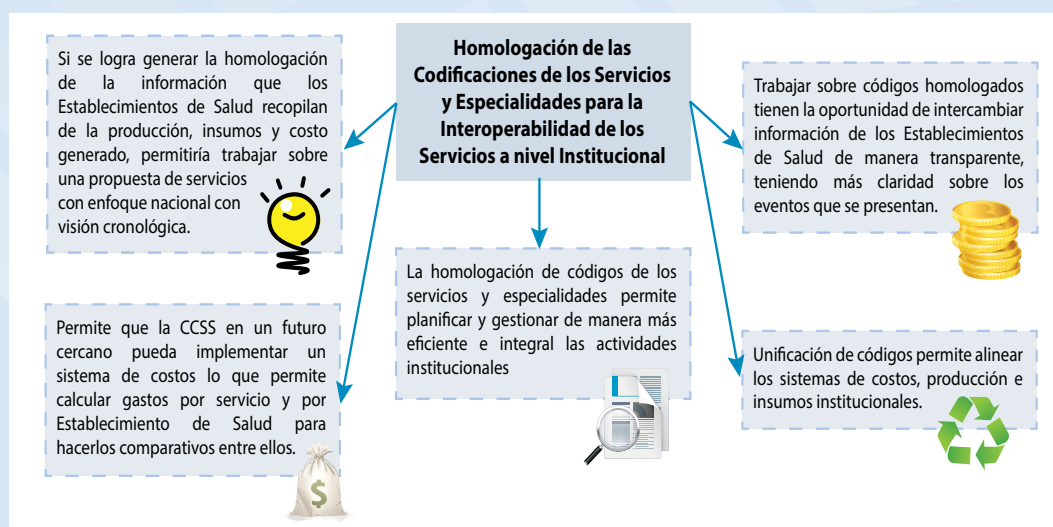 Homologación de las
Codificaciones de los Servicios
y Especialidades para la
Interoperabilidad de los
Servicios a nivel Institucional
Si se logra generar la homologación
de la información que los
Establecimientos de Salud recopilan
de la producción, insumos y costo
generado, permitiría trabajar sobre
una propuesta de servicios
con enfoque nacional con
visión cronológica.
Permite que la CCSS en un futuro
cercano pueda implementar un
sistema de costos lo que permite
calcular gastos por servicio y por
Establecimiento de Salud para
hacerlos comparativos entre ellos.
$
La homologación de códigos de los
servicios y especialidades permite
planificar y gestionar de manera más
eficiente e integral las actividades
institucionales
Trabajar sobre códigos homologados
tienen la oportunidad de intercambiar
información de los Establecimientos
de Salud de manera transparente,
teniendo más claridad sobre los
eventos que se presentan.
Unificación de códigos permite alinear
los sistemas de costos, producción e
insumos institucionales.